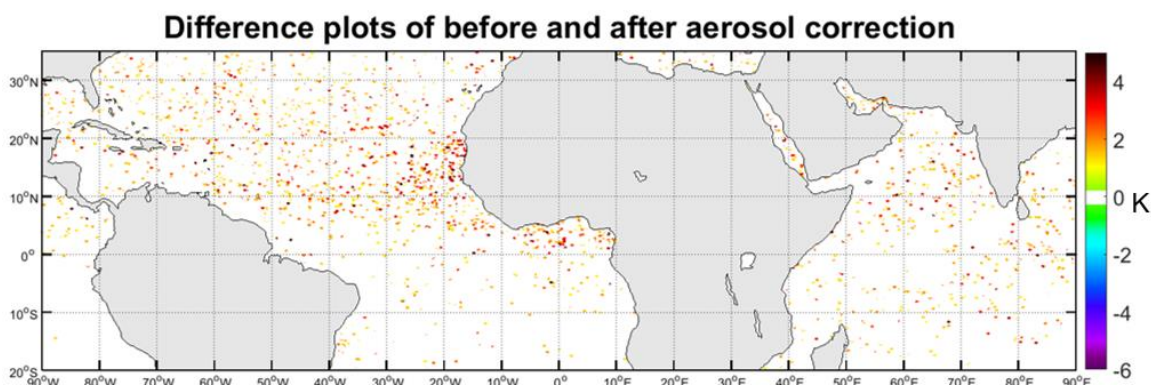 Difference plots of before and after aerosol correction
30°N
20°N
10°N
0°
10°S
20°S
90°W 80°W 70°W 60°W 50°W 40°W 30°W 20°W 10°W 0° 10°E 20°E 30°E 40°E 50°E 60°E 70°E 80°E 90°E
4
2
0 K
-2
-4
-6